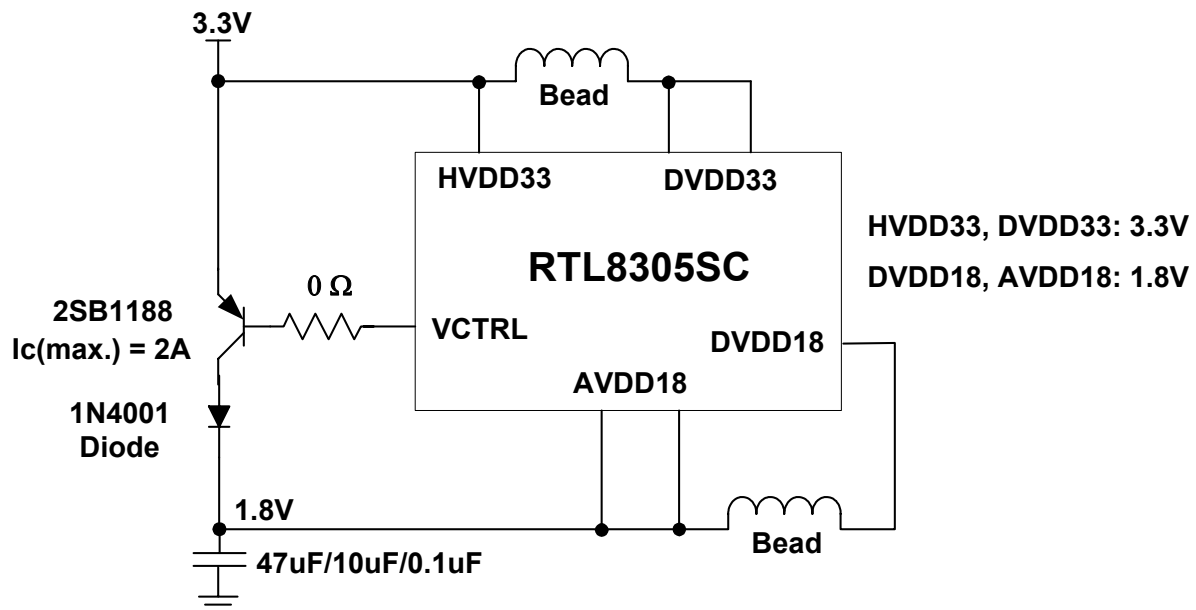 3.3V
Bead
HVDD33
DVDD33
HVDD33, DVDD33: 3.3V
RTL8305SC
DVDD18, AVDD18: 1.8V
0 Ω
2SB1188
Ic(max.) = 2A
VCTRL
DVDD18
AVDD18
1N4001
Diode
1.8V
Bead
47uF/10uF/0.1uF